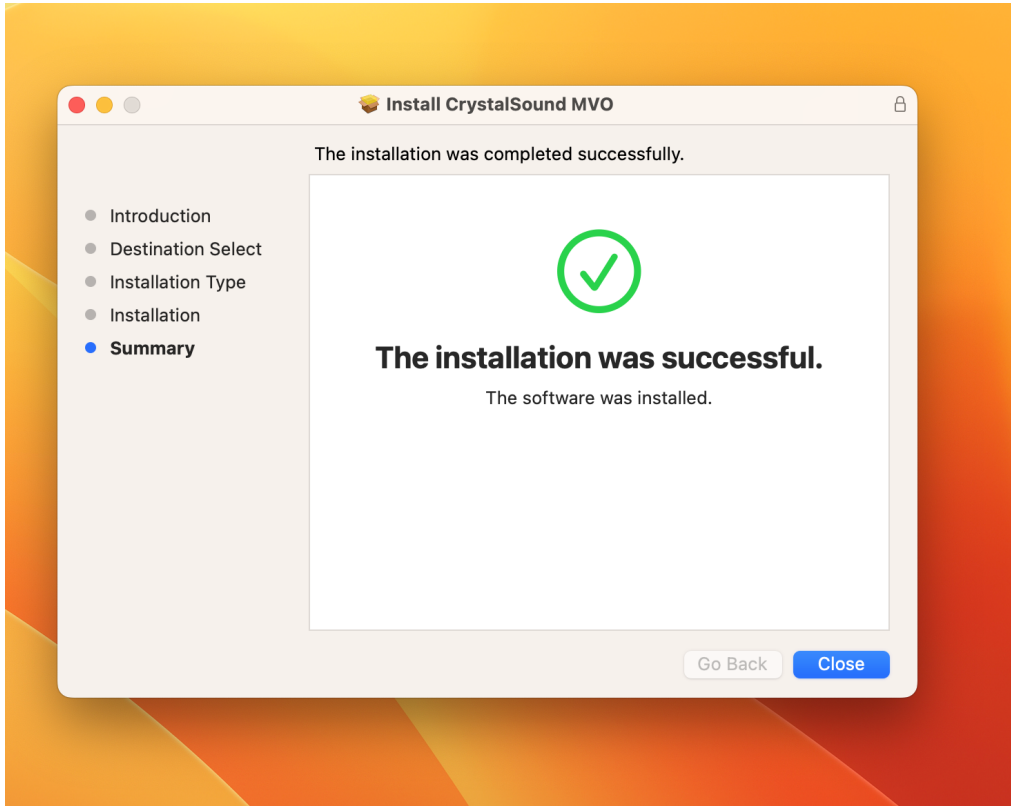 Install CrystalSound MVO
The installation was completed successfully.
Introduction
Destination Select
Installation Type
Installation
Summary
The installation was successful.
The software was installed.
Go Back
Close